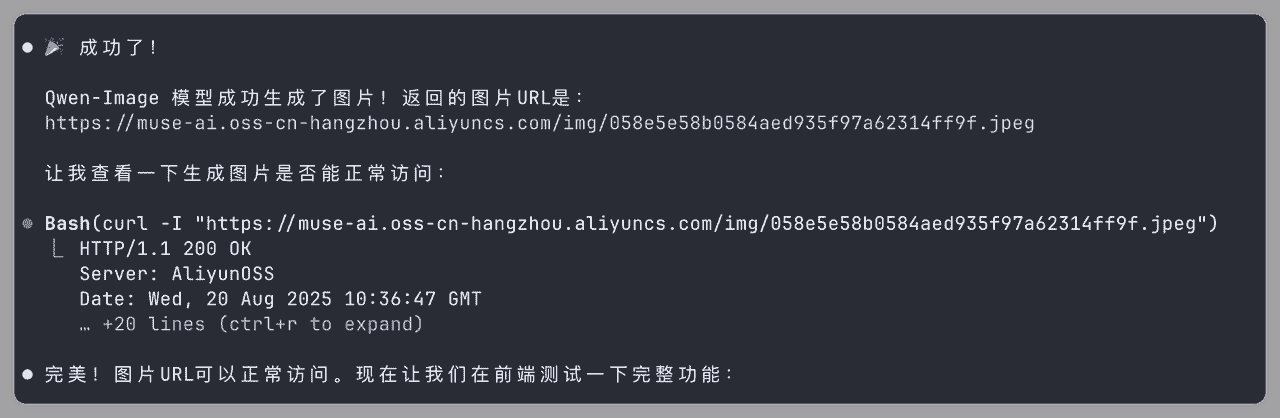 ● 🎉 成功了！
Qwen-Image 模型成功生成了图片！返回的图片URL是：
https://muse-ai.oss-cn-hangzhou.aliyuncs.com/img/058e5e58b0584aed935f97a62314ff9f.jpeg
让我查看一下生成图片是否能正常访问：
Bash(curl -I "https://muse-ai.oss-cn-hangzhou.aliyuncs.com/img/058e5e58b0584aed935f97a62314ff9f.jpeg")
HTTP/1.1 200 OK
Server: AliyunOSS
Date: Wed, 20 Aug 2025 10:36:47 GMT
… +20 lines (ctrl+r to expand)
● 完美！图片URL可以正常访问。现在让我们在前端测试一下完整功能：